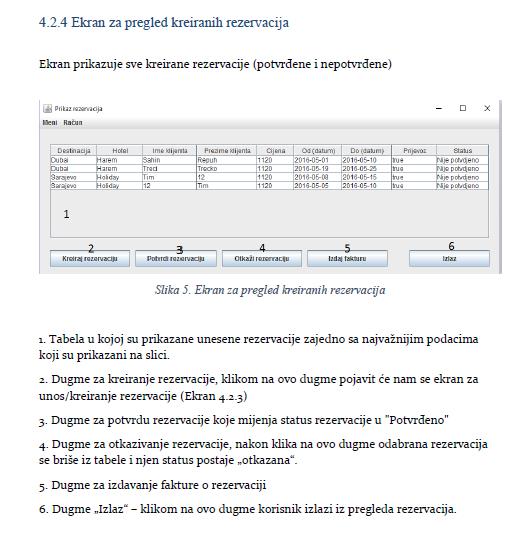 4.2.4 Ekran za pregled kreiranih rezervacija
Ekran prikazuje sve kreirane rezervacije (potvrđene i nepotvrđene)
Prikaz rezervacija
Meni Račun
Destinacija Hotel Ime klijenta Prezime klijenta Cijena Od (datum) Do (datum) Prijevoz Status
Dubai Harem Sahin Repuh 1120 2016-05-01 2016-05-10 true Nije potvdjeno
Dubai Harem Treci Trecko 1120 2016-05-19 2016-05-25 true Nije potvdjeno
Sarajevo Holiday Tim 12 1120 2016-05-08 2016-05-15 true Nije potvdjeno
Sarajevo Holiday 12 Tim 1120 2016-05-05 2016-05-10 true Nije potvdjeno
1
2 3 4 5 6
Kreiraj rezervaciju Potvrdi rezervaciju Otkaži rezervaciju Izdaj fakturu Izlaz
Slika 5. Ekran za pregled kreiranih rezervacija
1. Tabela u kojoj su prikazane unesene rezervacije zajedno sa najvažnijim podacima
koji su prikazani na slici.
2. Dugme za kreiranje rezervacije, klikom na ovo dugme pojavit će nam se ekran za
unos/kreiranje rezervacije (Ekran 4.2.3)
3. Dugme za potvrdu rezervacije koje mijenja status rezervacije u "Potvrđeno"
4. Dugme za otkazivanje rezervacije, nakon klika na ovo dugme odabrana rezervacija
se briše iz tabele i njen status postaje „otkazana“.
5. Dugme za izdavanje fakture o rezervaciji
6. Dugme „Izlaz“ – klikom na ovo dugme korisnik izlazi iz pregleda rezervacija.